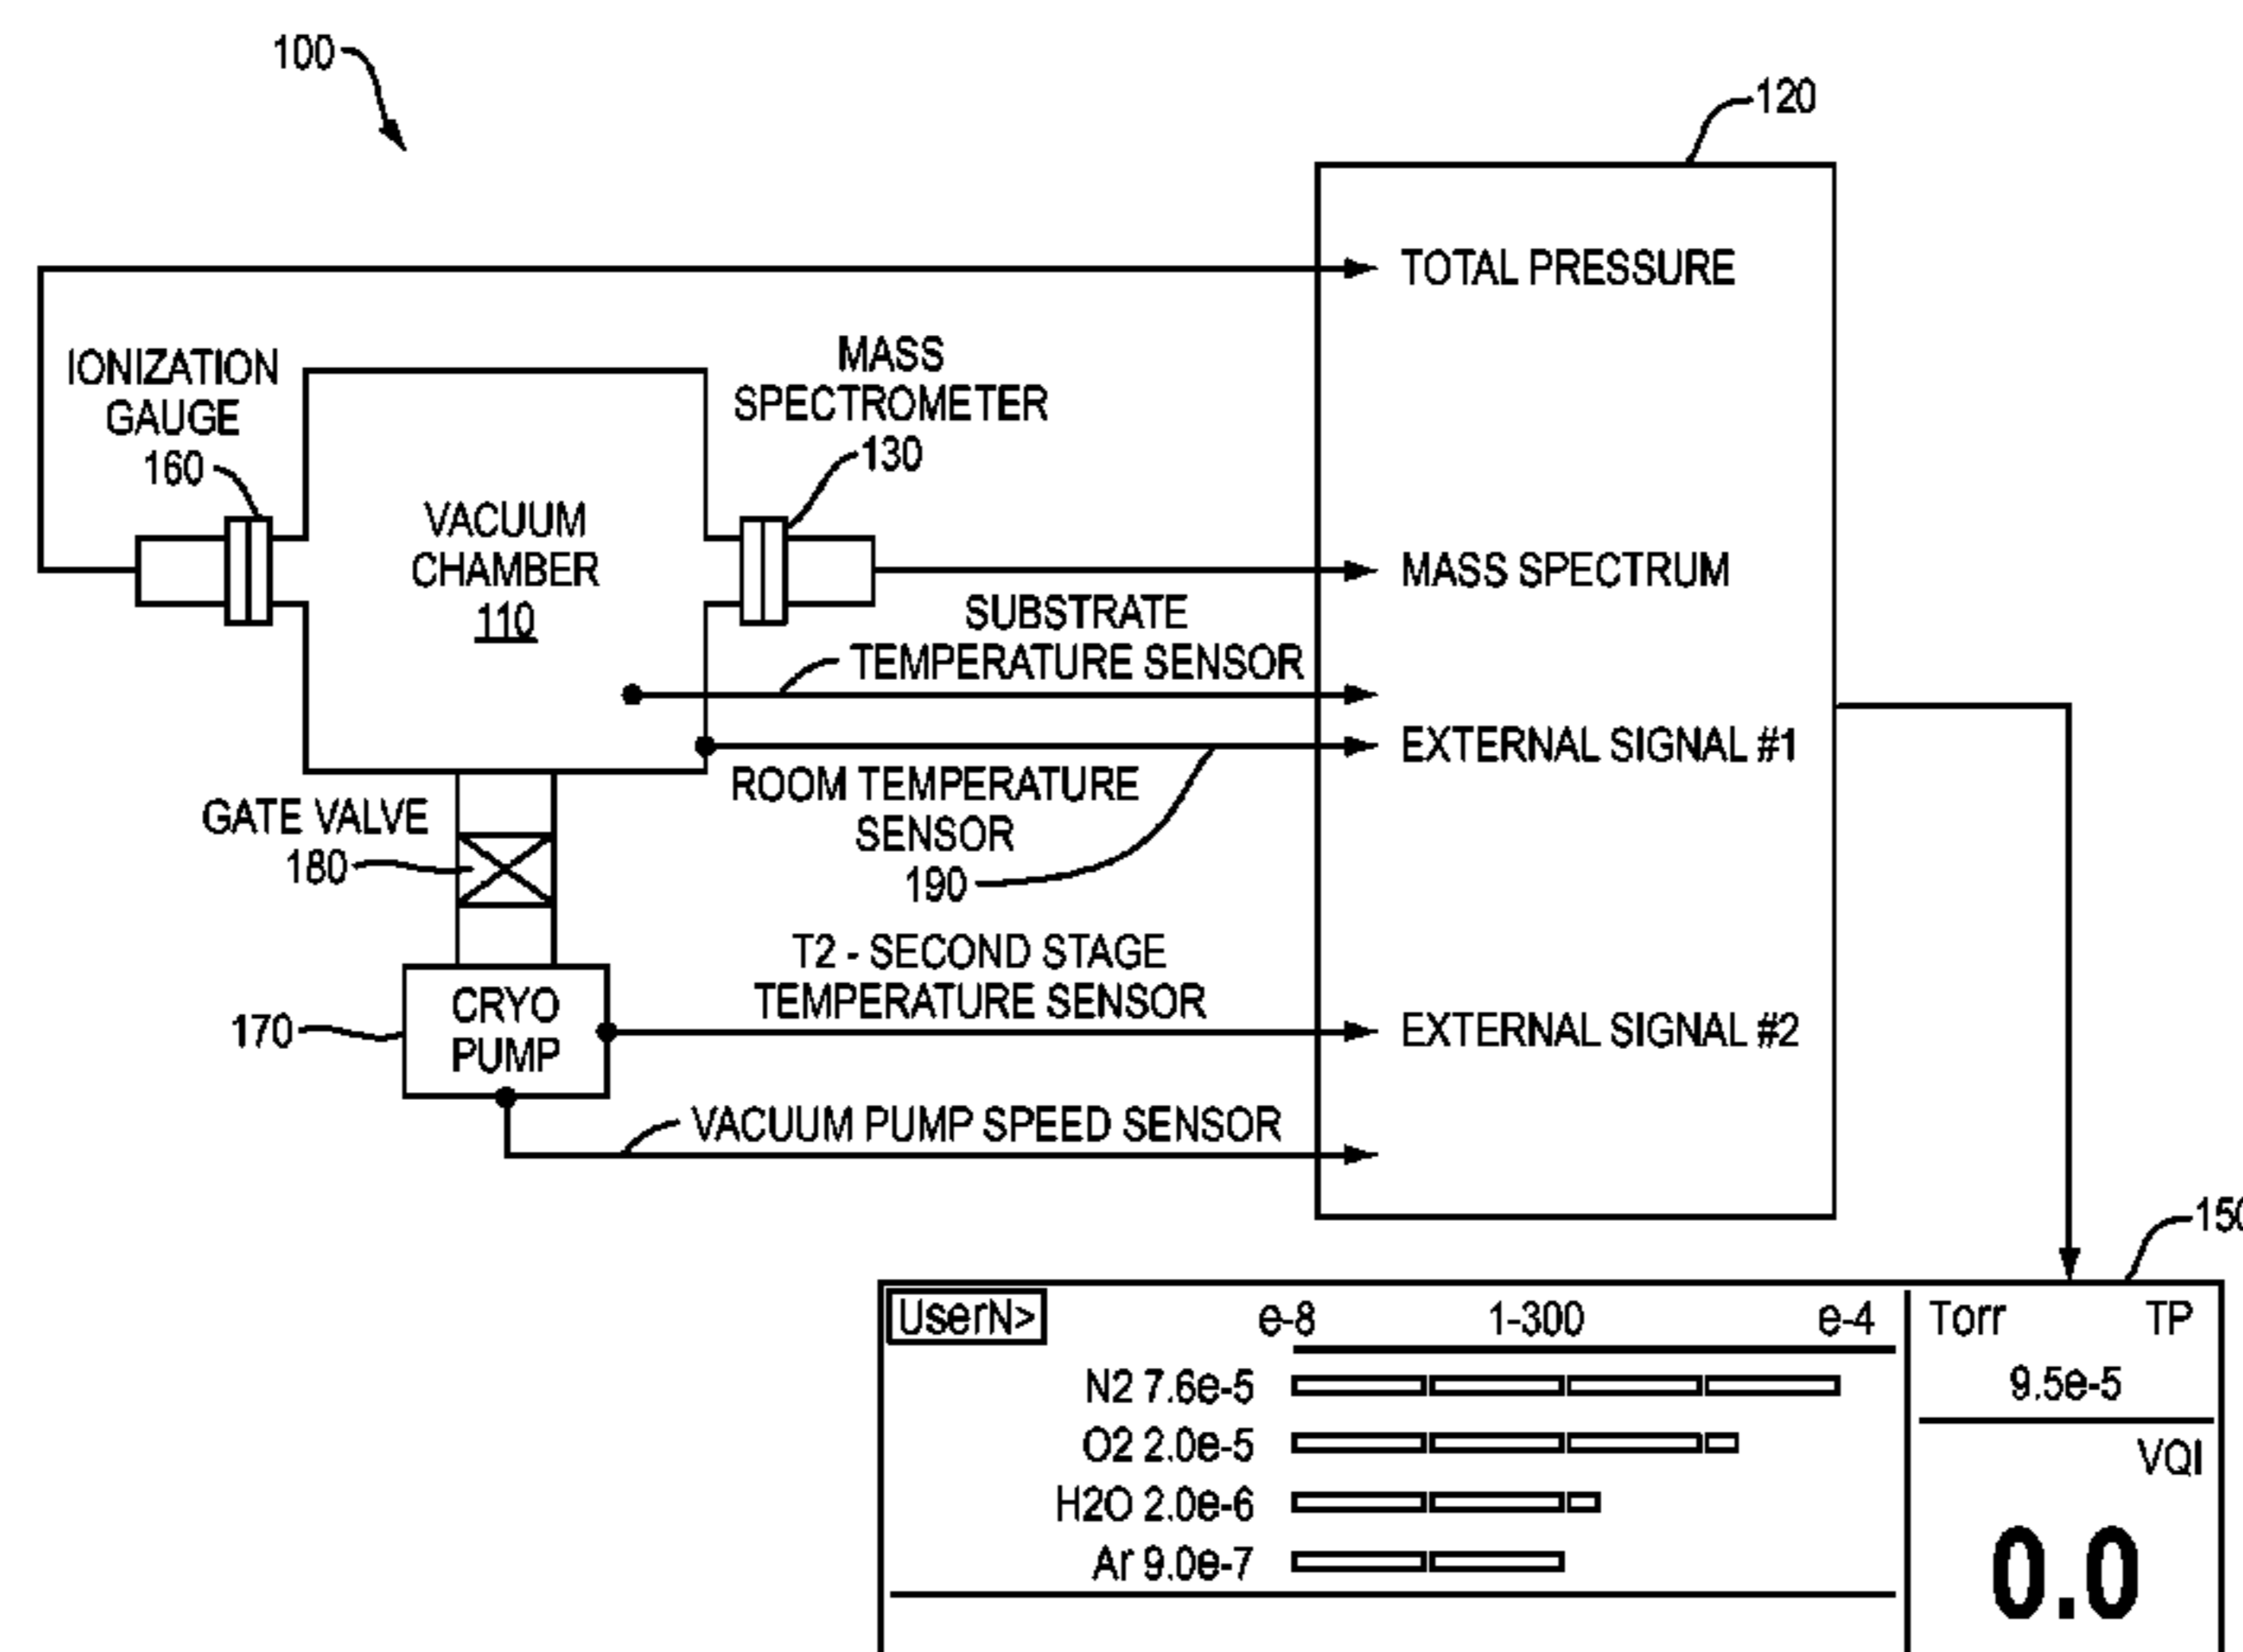 100
120
TOTAL PRESSURE
IONIZATION
GAUGE
160
MASS
SPECTROMETER
130
VACUUM
CHAMBER
110
MASS SPECTRUM
SUBSTRATE
TEMPERATURE SENSOR
EXTERNAL SIGNAL #1
ROOM TEMPERATURE
SENSOR
190
GATE VALVE
180
T2 - SECOND STAGE
TEMPERATURE SENSOR
CRYO
PUMP
170
EXTERNAL SIGNAL #2
VACUUM PUMP SPEED SENSOR
150
UserN> e-8 1-300 e-4
N2 7.6e-5
O2 2.0e-5
H2O 2.0e-6
Ar 9.0e-7
Torr TP
9.5e-5
VQI
0.0